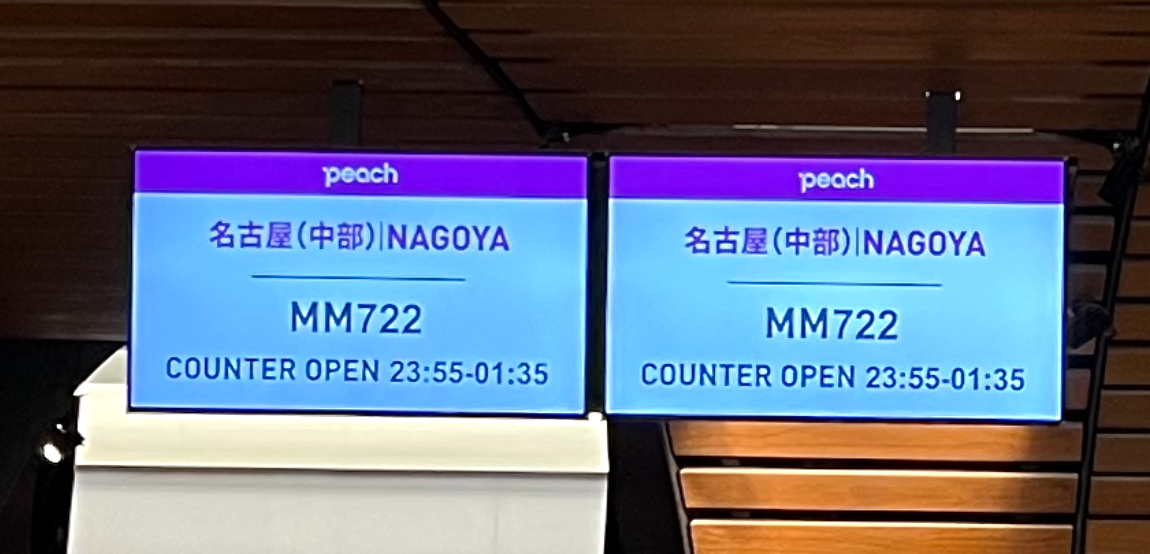 peach
名古屋(中部)|NAGOYA
MM722
COUNTER OPEN 23:55-01:35
peach
名古屋(中部)|NAGOYA
MM722
COUNTER OPEN 23:55-01:35